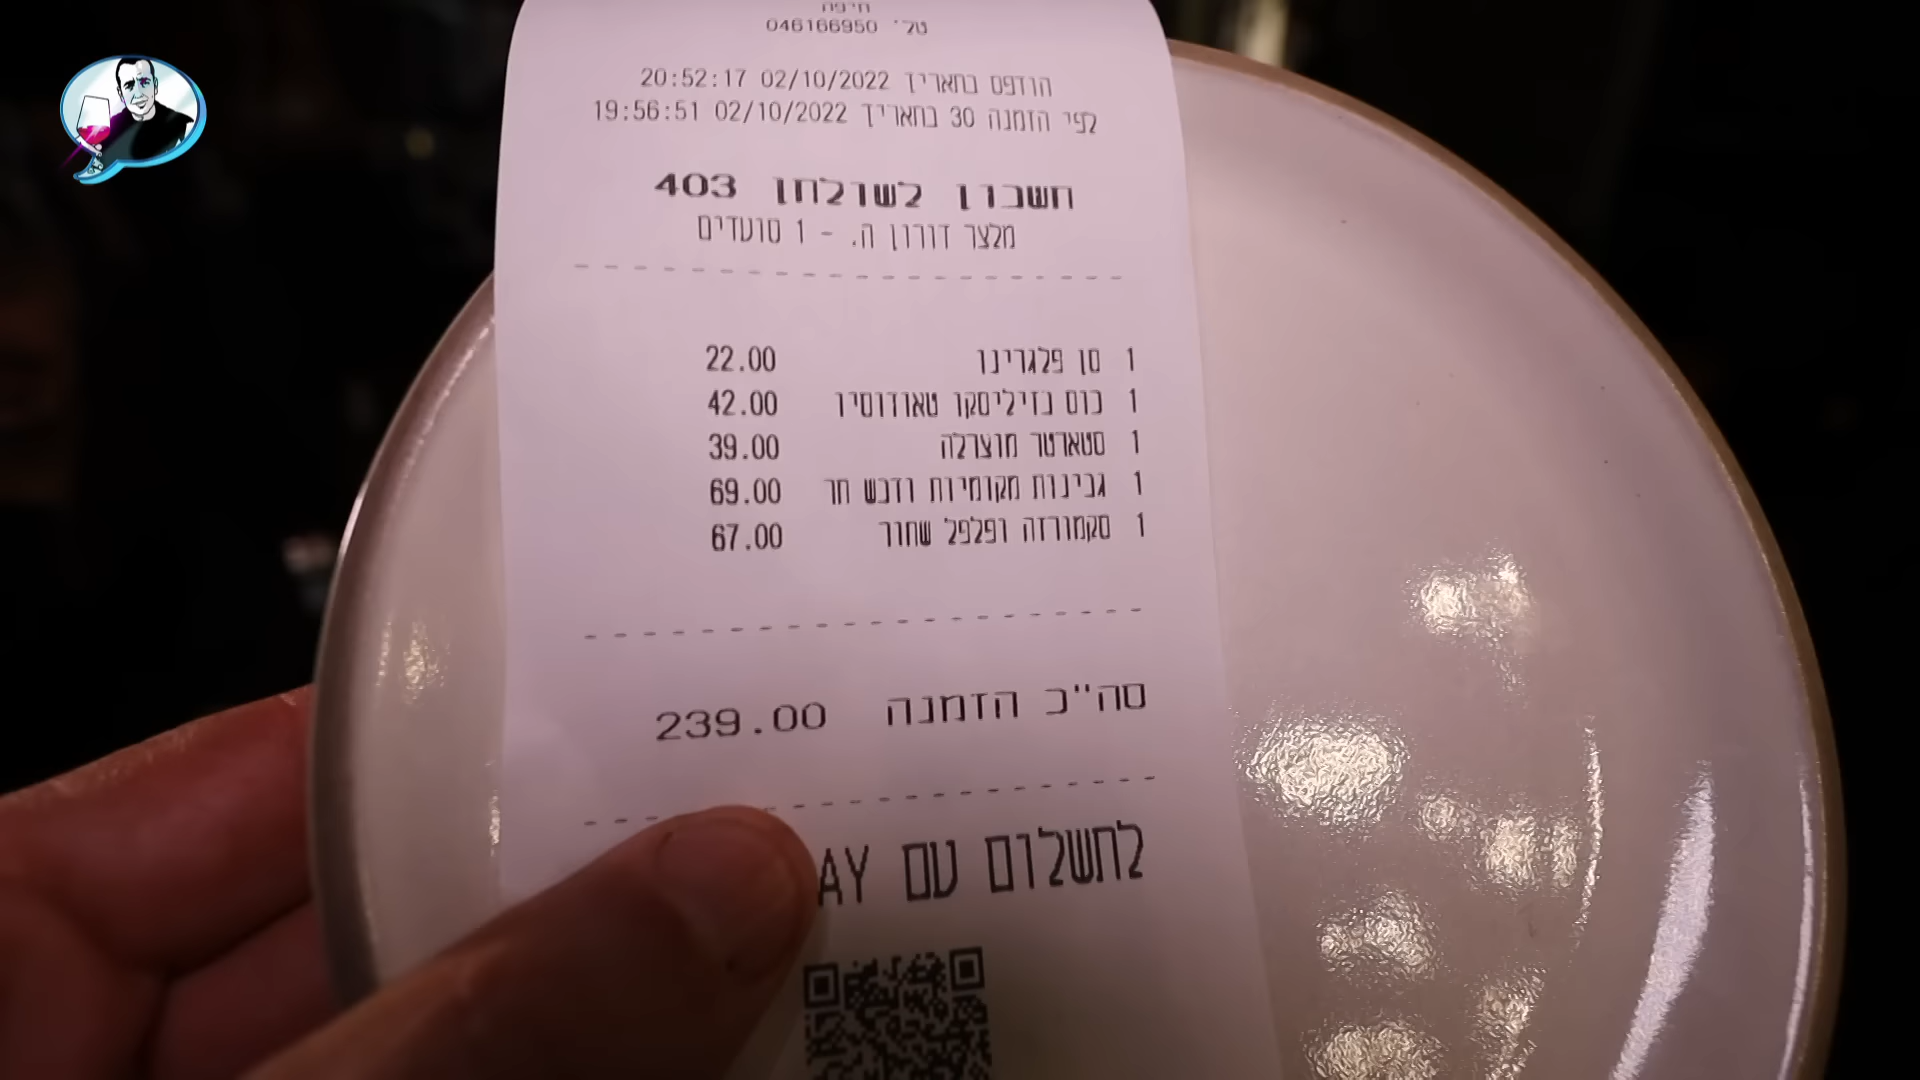 חיפה
טל' 046166950
הודפס בתאריך 02/10/2022 20:52:17
לפי הזמנה 30 בתאריך 02/10/2022 19:56:51
חשבון לשולחן 403
מלצר דורון ה. - 1 סועדים
1 סן פלגרינו 22.00
1 כוס בזיליסקו טאודוסיו 42.00
1 סטארטר מוצרלה 39.00
1 גבינות מקומיות ודבש חר 69.00
1 סקמורזה ופלפל שחור 67.00
סה"כ הזמנה 239.00
לתשלום עם AY